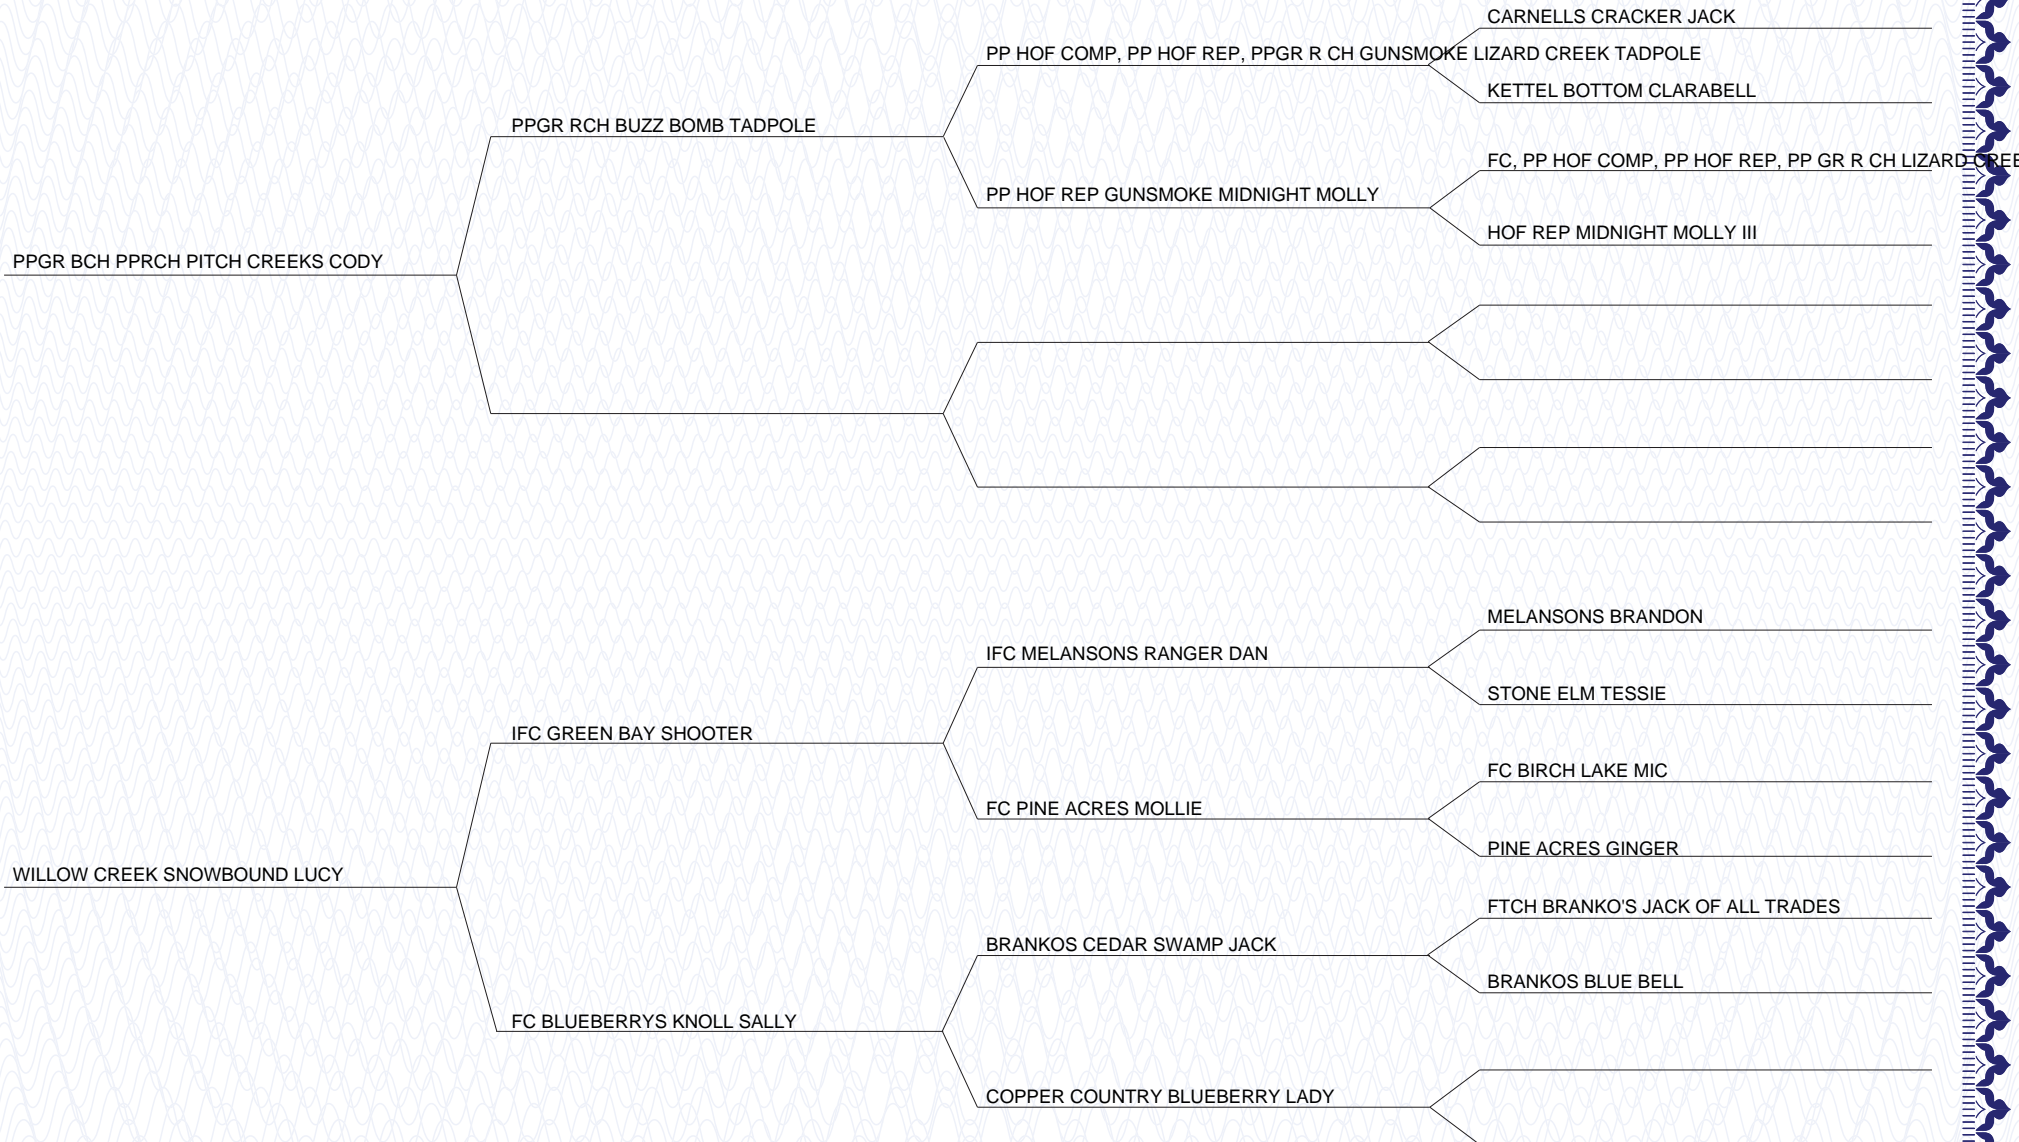 CARNELLS CRACKER JACK
PP HOF COMP, PP HOF REP, PPGR R CH GUNSMOKE LIZARD CREEK TADPOLE
KETTEL BOTTOM CLARABELL
PPGR RCH BUZZ BOMB TADPOLE
FC, PP HOF COMP, PP HOF REP, PP GR R CH LIZARD
PP HOF REP GUNSMOKE MIDNIGHT MOLLY
HOF REP MIDNIGHT MOLLY III
PPGR BCH PPRCH PITCH CREEKS CODY
MELANSONS BRANDON
IFC MELANSONS RANGER DAN
STONE ELM TESSIE
IFC GREEN BAY SHOOTER
FC BIRCH LAKE MIC
FC PINE ACRES MOLLIE
PINE ACRES GINGER
WILLOW CREEK SNOWBOUND LUCY
FTCH BRANKO'S JACK OF ALL TRADES
BRANKOS CEDAR SWAMP JACK
BRANKOS BLUE BELL
FC BLUEBERRYS KNOLL SALLY
COPPER COUNTRY BLUEBERRY LADY